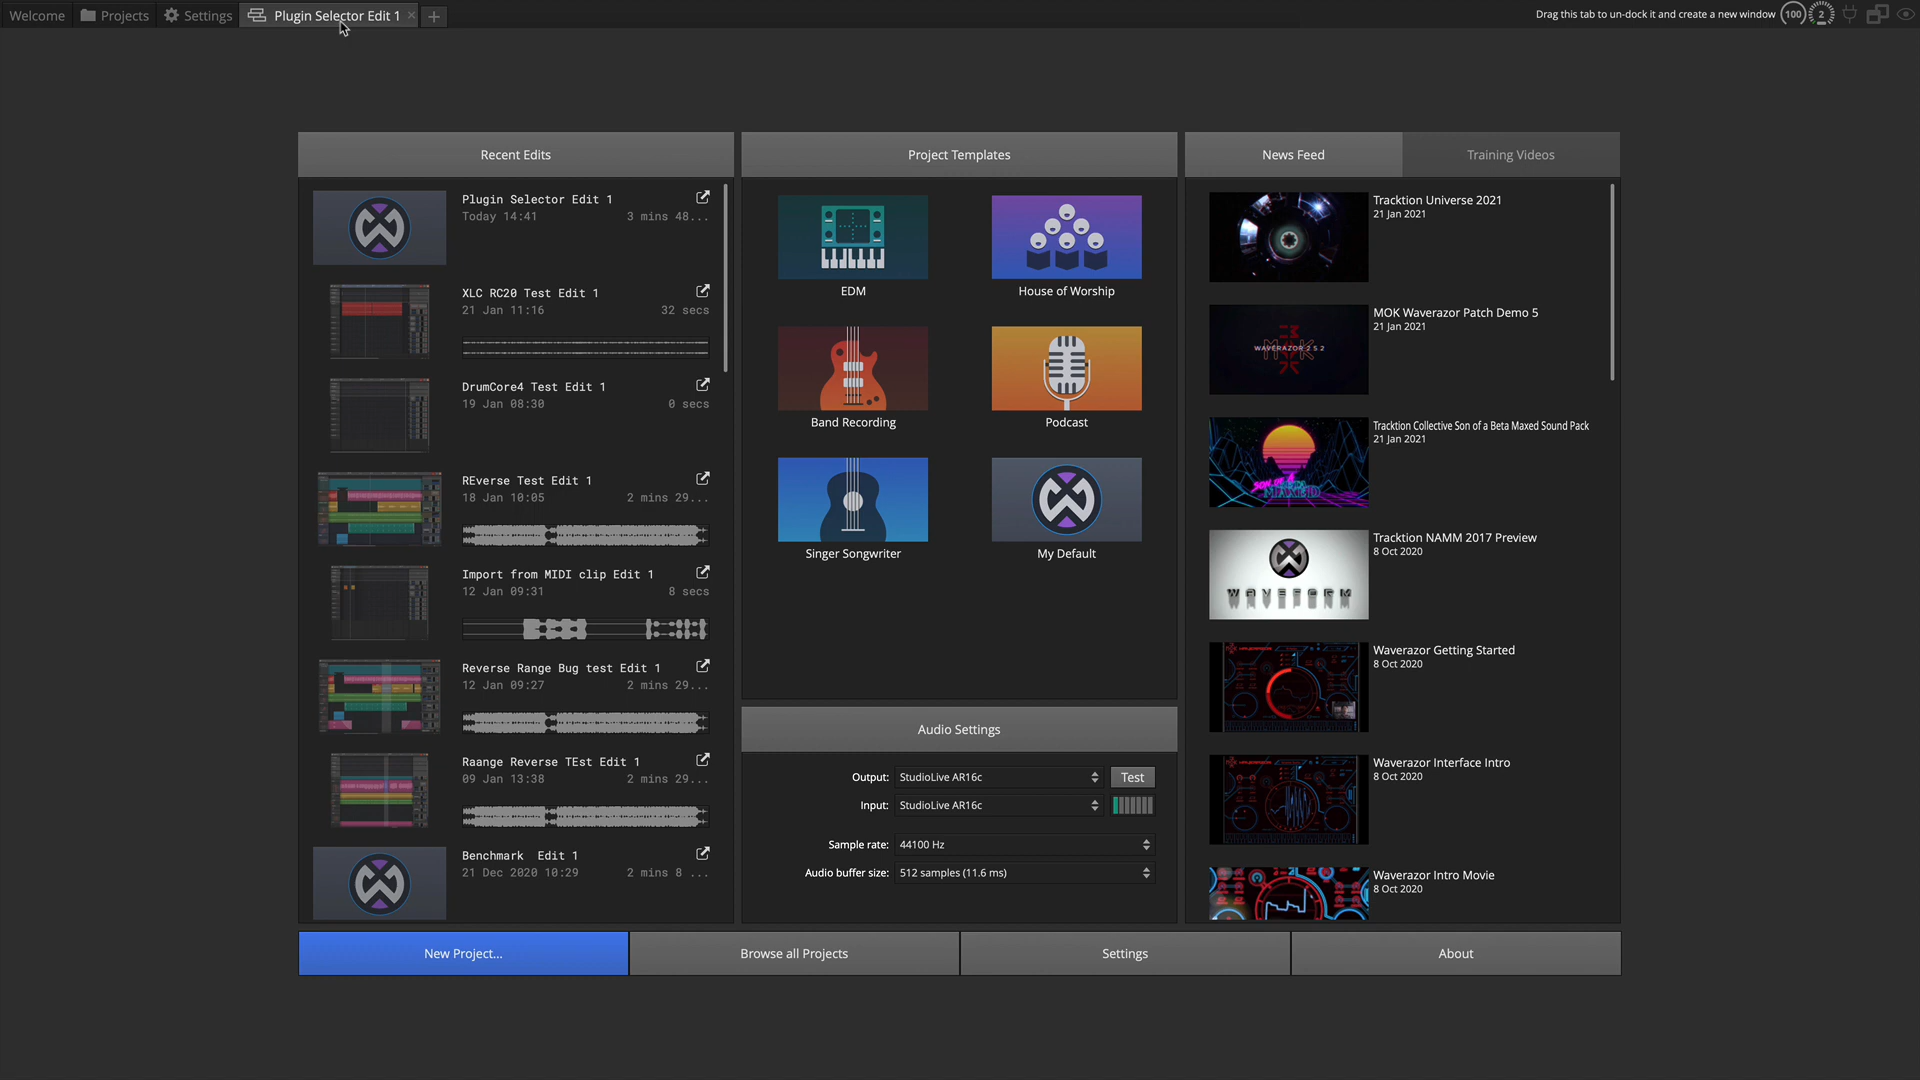 Welcome
Projects
Settings
Plugin Selector Edit 1
Drag this tab to un-dock it and create a new window
100
2
Recent Edits
Plugin Selector Edit 1
Today 14:41
3 mins 48...
XLC RC20 Test Edit 1
21 Jan 11:16
32 secs
DrumCore4 Test Edit 1
19 Jan 08:30
0 secs
REverse Test Edit 1
18 Jan 10:05
2 mins 29...
Import from MIDI clip Edit 1
12 Jan 09:31
8 secs
Reverse Range Bug test Edit 1
12 Jan 09:27
2 mins 29...
Raange Reverse TEst Edit 1
09 Jan 13:38
2 mins 29...
Benchmark  Edit 1
21 Dec 2020 10:29
2 mins 8 ...
Project Templates
EDM
House of Worship
Band Recording
Podcast
Singer Songwriter
My Default
Audio Settings
Output:
StudioLive AR16c
Test
Input:
StudioLive AR16c
Sample rate:
44100 Hz
Audio buffer size:
512 samples (11.6 ms)
News Feed
Training Videos
Tracktion Universe 2021
21 Jan 2021
WAVERAZOR 2.5.2
MOK Waverazor Patch Demo 5
21 Jan 2021
SON OF A
BETA MAXED
Tracktion Collective Son of a Beta Maxed Sound Pack
21 Jan 2021
WAVEFORM
Tracktion NAMM 2017 Preview
8 Oct 2020
Waverazor Getting Started
8 Oct 2020
Waverazor Interface Intro
8 Oct 2020
Waverazor Intro Movie
8 Oct 2020
New Project...
Browse all Projects
Settings
About